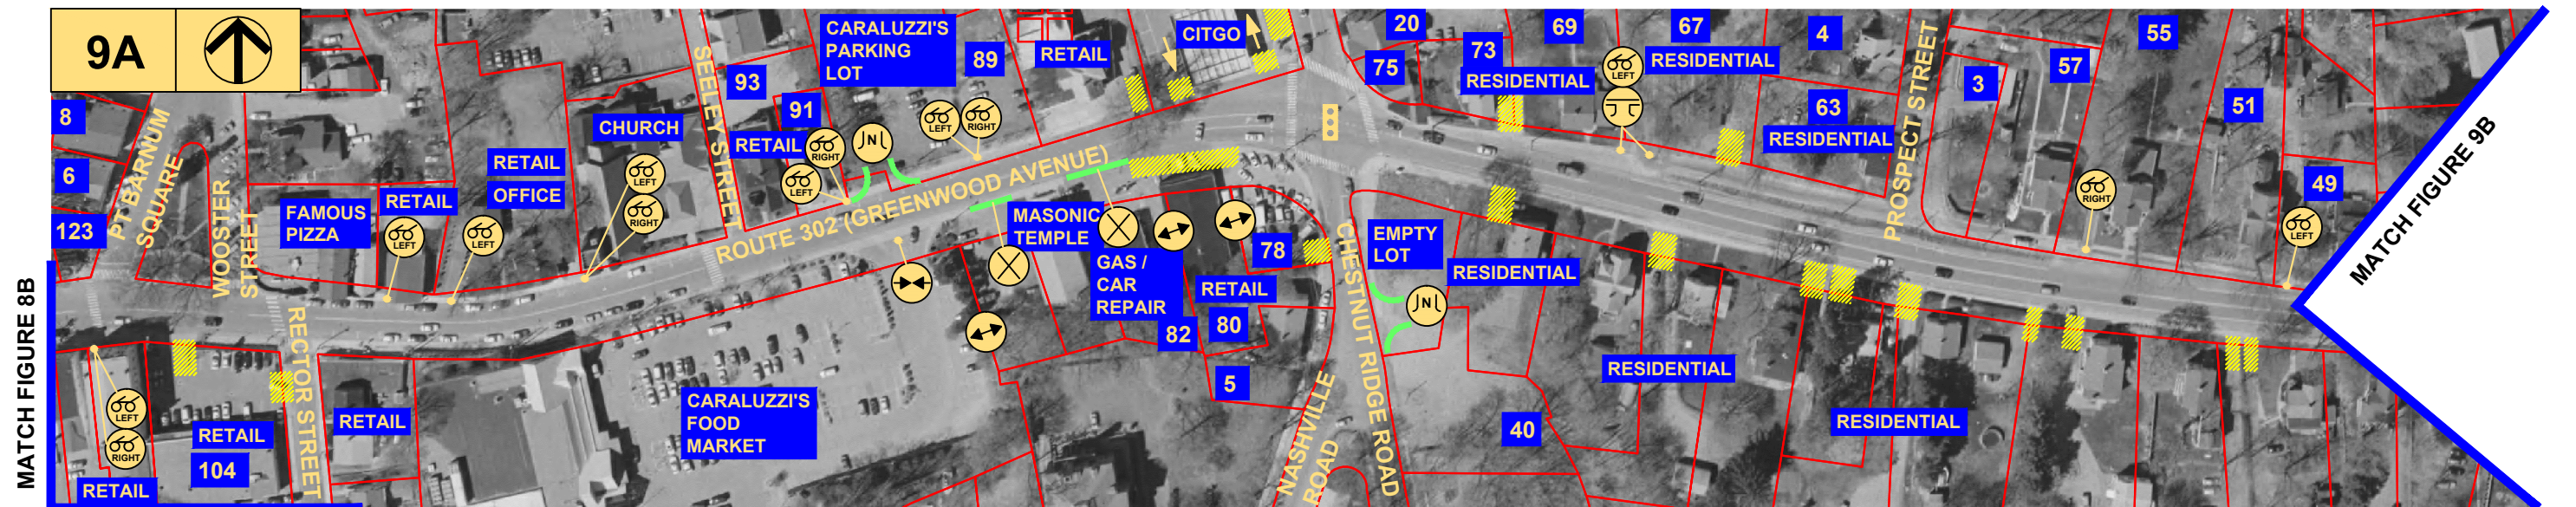 9A
MATCH FIGURE 8B
8
6
123
PT BARNUM
SQUARE
WOOSTER
STREET
FAMOUS
PIZZA
RETAIL
LEFT
LEFT
RETAIL
OFFICE
CHURCH
LEFT
RIGHT
SEELEY STREET
93
91
RETAIL
RIGHT
LEFT
CARALUZZI'S
PARKING
LOT
89
LEFT
RIGHT
RETAIL
CITGO
ROUTE 302 (GREENWOOD AVENUE)
MASONIC
TEMPLE
GAS /
CAR
REPAIR
82
RETAIL
80
78
5
LEFT
RIGHT
RETAIL
RETAIL
104
RECTOR STREET
RETAIL
CARALUZZI'S
FOOD
MARKET
NASHVILLE
ROAD
CHESTNUT RIDGE ROAD
EMPTY
LOT
RESIDENTIAL
40
20
75
73
RESIDENTIAL
69
LEFT
67
RESIDENTIAL
4
63
RESIDENTIAL
PROSPECT STREET
3
57
55
51
49
RIGHT
LEFT
RESIDENTIAL
RESIDENTIAL
MATCH FIGURE 9B